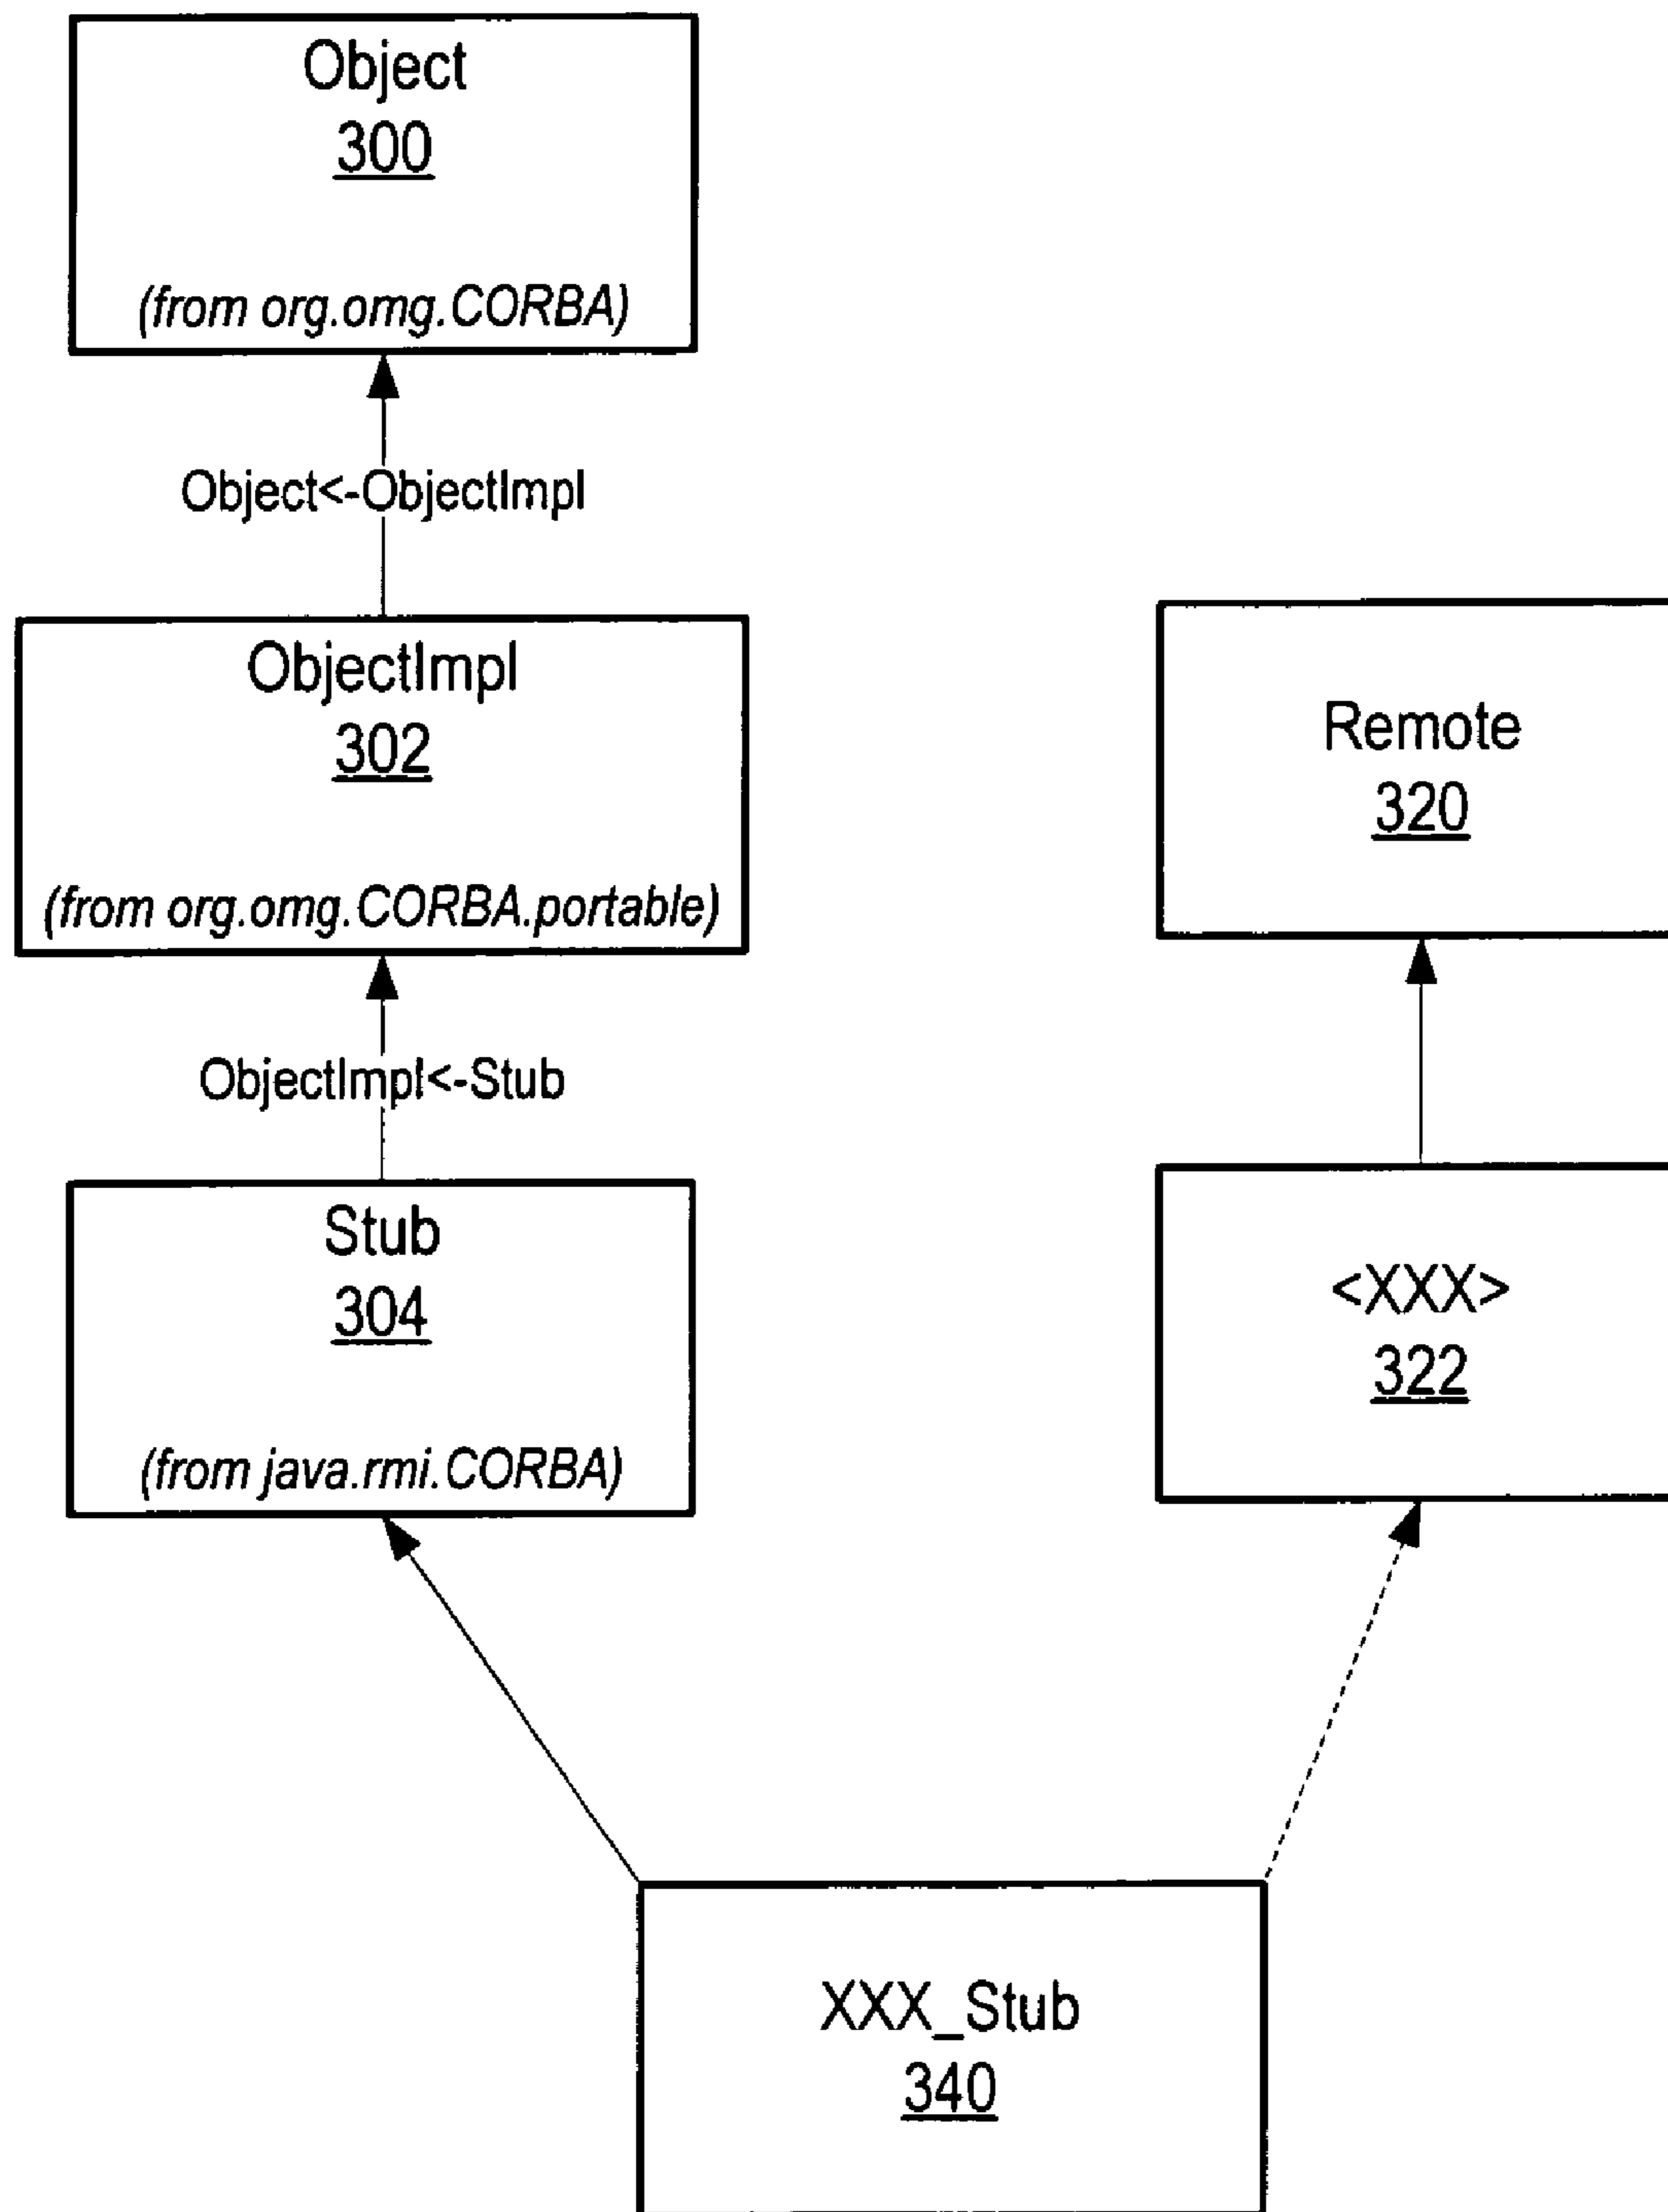 Object
300
(from org.omg.CORBA)
Object<-ObjectImpl
ObjectImpl
302
(from org.omg.CORBA.portable)
Remote
320
ObjectImpl<-Stub
Stub
304
(from java.rmi.CORBA)
<XXX>
322
XXX_Stub
340